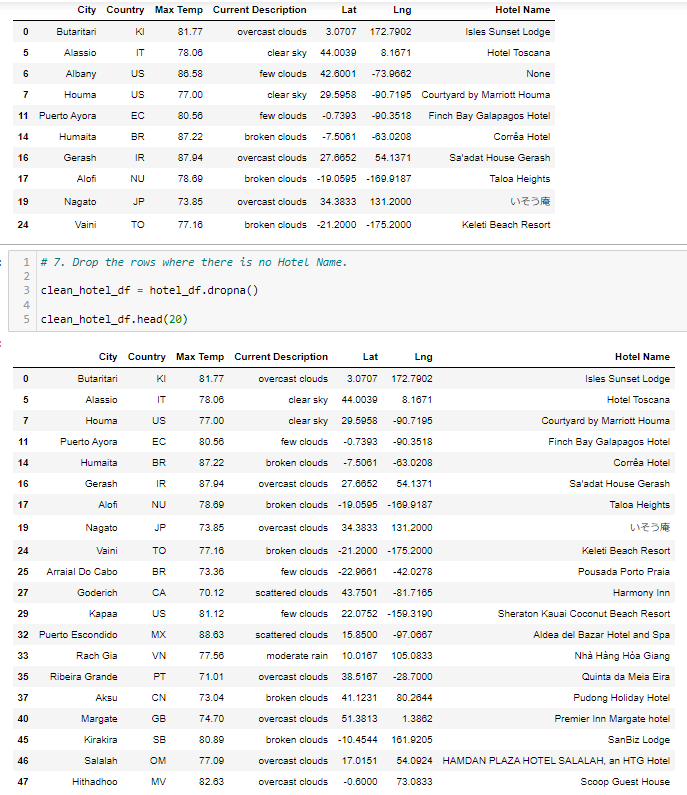 City Country Max Temp Current Description Lat Lng Hotel Name
0 Butaritari KI 81.77 overcast clouds 3.0707 172.7902 Isles Sunset Lodge
5 Alassio IT 78.06 clear sky 44.0039 8.1671 Hotel Toscana
6 Albany US 86.58 few clouds 42.6001 -73.9662 None
7 Houma US 77.00 clear sky 29.5958 -90.7195 Courtyard by Marriott Houma
11 Puerto Ayora EC 80.56 few clouds -0.7393 -90.3518 Finch Bay Galapagos Hotel
14 Humaita BR 87.22 broken clouds -7.5061 -63.0208 Corrêa Hotel
16 Gerash IR 87.94 overcast clouds 27.6652 54.1371 Sa'adat House Gerash
17 Alofi NU 78.69 broken clouds -19.0595 -169.9187 Taloa Heights
19 Nagato JP 73.85 overcast clouds 34.3833 131.2000 いそう庵
24 Vaini TO 77.16 broken clouds -21.2000 -175.2000 Keleti Beach Resort
1 # 7. Drop the rows where there is no Hotel Name.
2
3 clean_hotel_df = hotel_df.dropna()
4
5 clean_hotel_df.head(20)
City Country Max Temp Current Description Lat Lng Hotel Name
0 Butaritari KI 81.77 overcast clouds 3.0707 172.7902 Isles Sunset Lodge
5 Alassio IT 78.06 clear sky 44.0039 8.1671 Hotel Toscana
7 Houma US 77.00 clear sky 29.5958 -90.7195 Courtyard by Marriott Houma
11 Puerto Ayora EC 80.56 few clouds -0.7393 -90.3518 Finch Bay Galapagos Hotel
14 Humaita BR 87.22 broken clouds -7.5061 -63.0208 Corrêa Hotel
16 Gerash IR 87.94 overcast clouds 27.6652 54.1371 Sa'adat House Gerash
17 Alofi NU 78.69 broken clouds -19.0595 -169.9187 Taloa Heights
19 Nagato JP 73.85 overcast clouds 34.3833 131.2000 いそう庵
24 Vaini TO 77.16 broken clouds -21.2000 -175.2000 Keleti Beach Resort
25 Arraial Do Cabo BR 73.36 few clouds -22.9661 -42.0278 Pousada Porto Praia
27 Goderich CA 70.12 scattered clouds 43.7501 -81.7165 Harmony Inn
29 Kapaa US 81.12 few clouds 22.0752 -159.3190 Sheraton Kauai Coconut Beach Resort
32 Puerto Escondido MX 88.63 scattered clouds 15.8500 -97.0667 Aldea del Bazar Hotel and Spa
33 Rach Gia VN 77.56 moderate rain 10.0167 105.0833 Nhà Hàng Hòa Giang
35 Ribeira Grande PT 71.01 overcast clouds 38.5167 -28.7000 Quinta da Meia Eira
37 Aksu CN 73.04 broken clouds 41.1231 80.2644 Pudong Holiday Hotel
40 Margate GB 74.70 overcast clouds 51.3813 1.3862 Premier Inn Margate hotel
45 Kirakira SB 80.89 broken clouds -10.4544 161.9205 SanBiz Lodge
46 Salalah OM 77.09 overcast clouds 17.0151 54.0924 HAMDAN PLAZA HOTEL SALALAH, an HTG Hotel
47 Hithadhoo MV 82.63 overcast clouds -0.6000 73.0833 Scoop Guest House